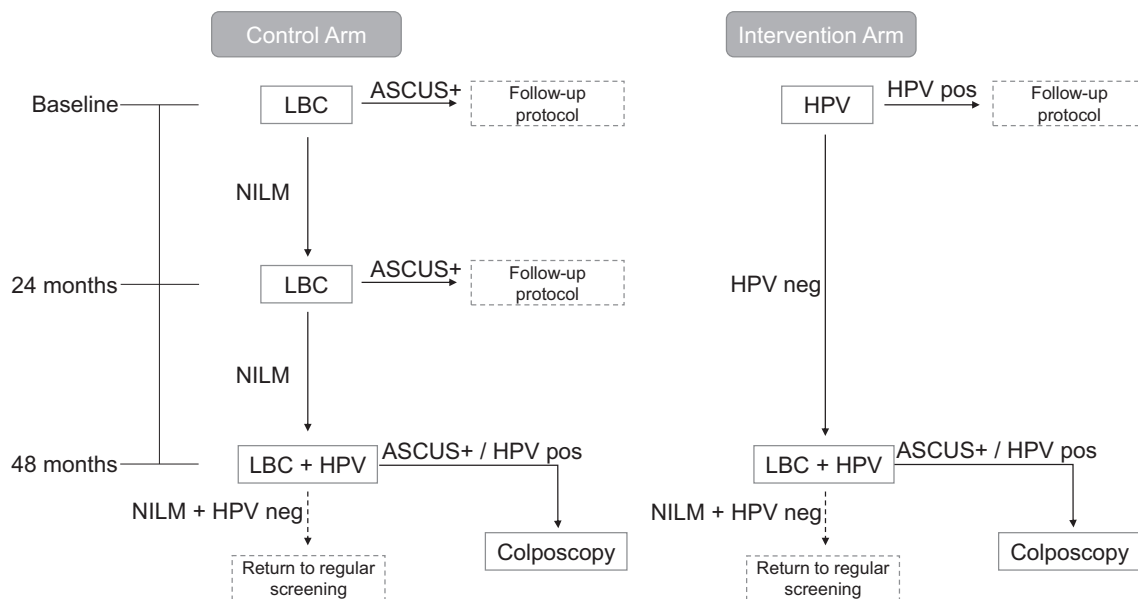 Control Arm
Intervention Arm
Baseline
LBC
ASCUS+
Follow-up
protocol
HPV
HPV pos
Follow-up
protocol
NILM
24 months
LBC
ASCUS+
Follow-up
protocol
HPV neg
NILM
48 months
LBC + HPV
ASCUS+ / HPV pos
LBC + HPV
ASCUS+ / HPV pos
NILM + HPV neg
NILM + HPV neg
Colposcopy
Colposcopy
Return to regular
screening
Return to regular
screening